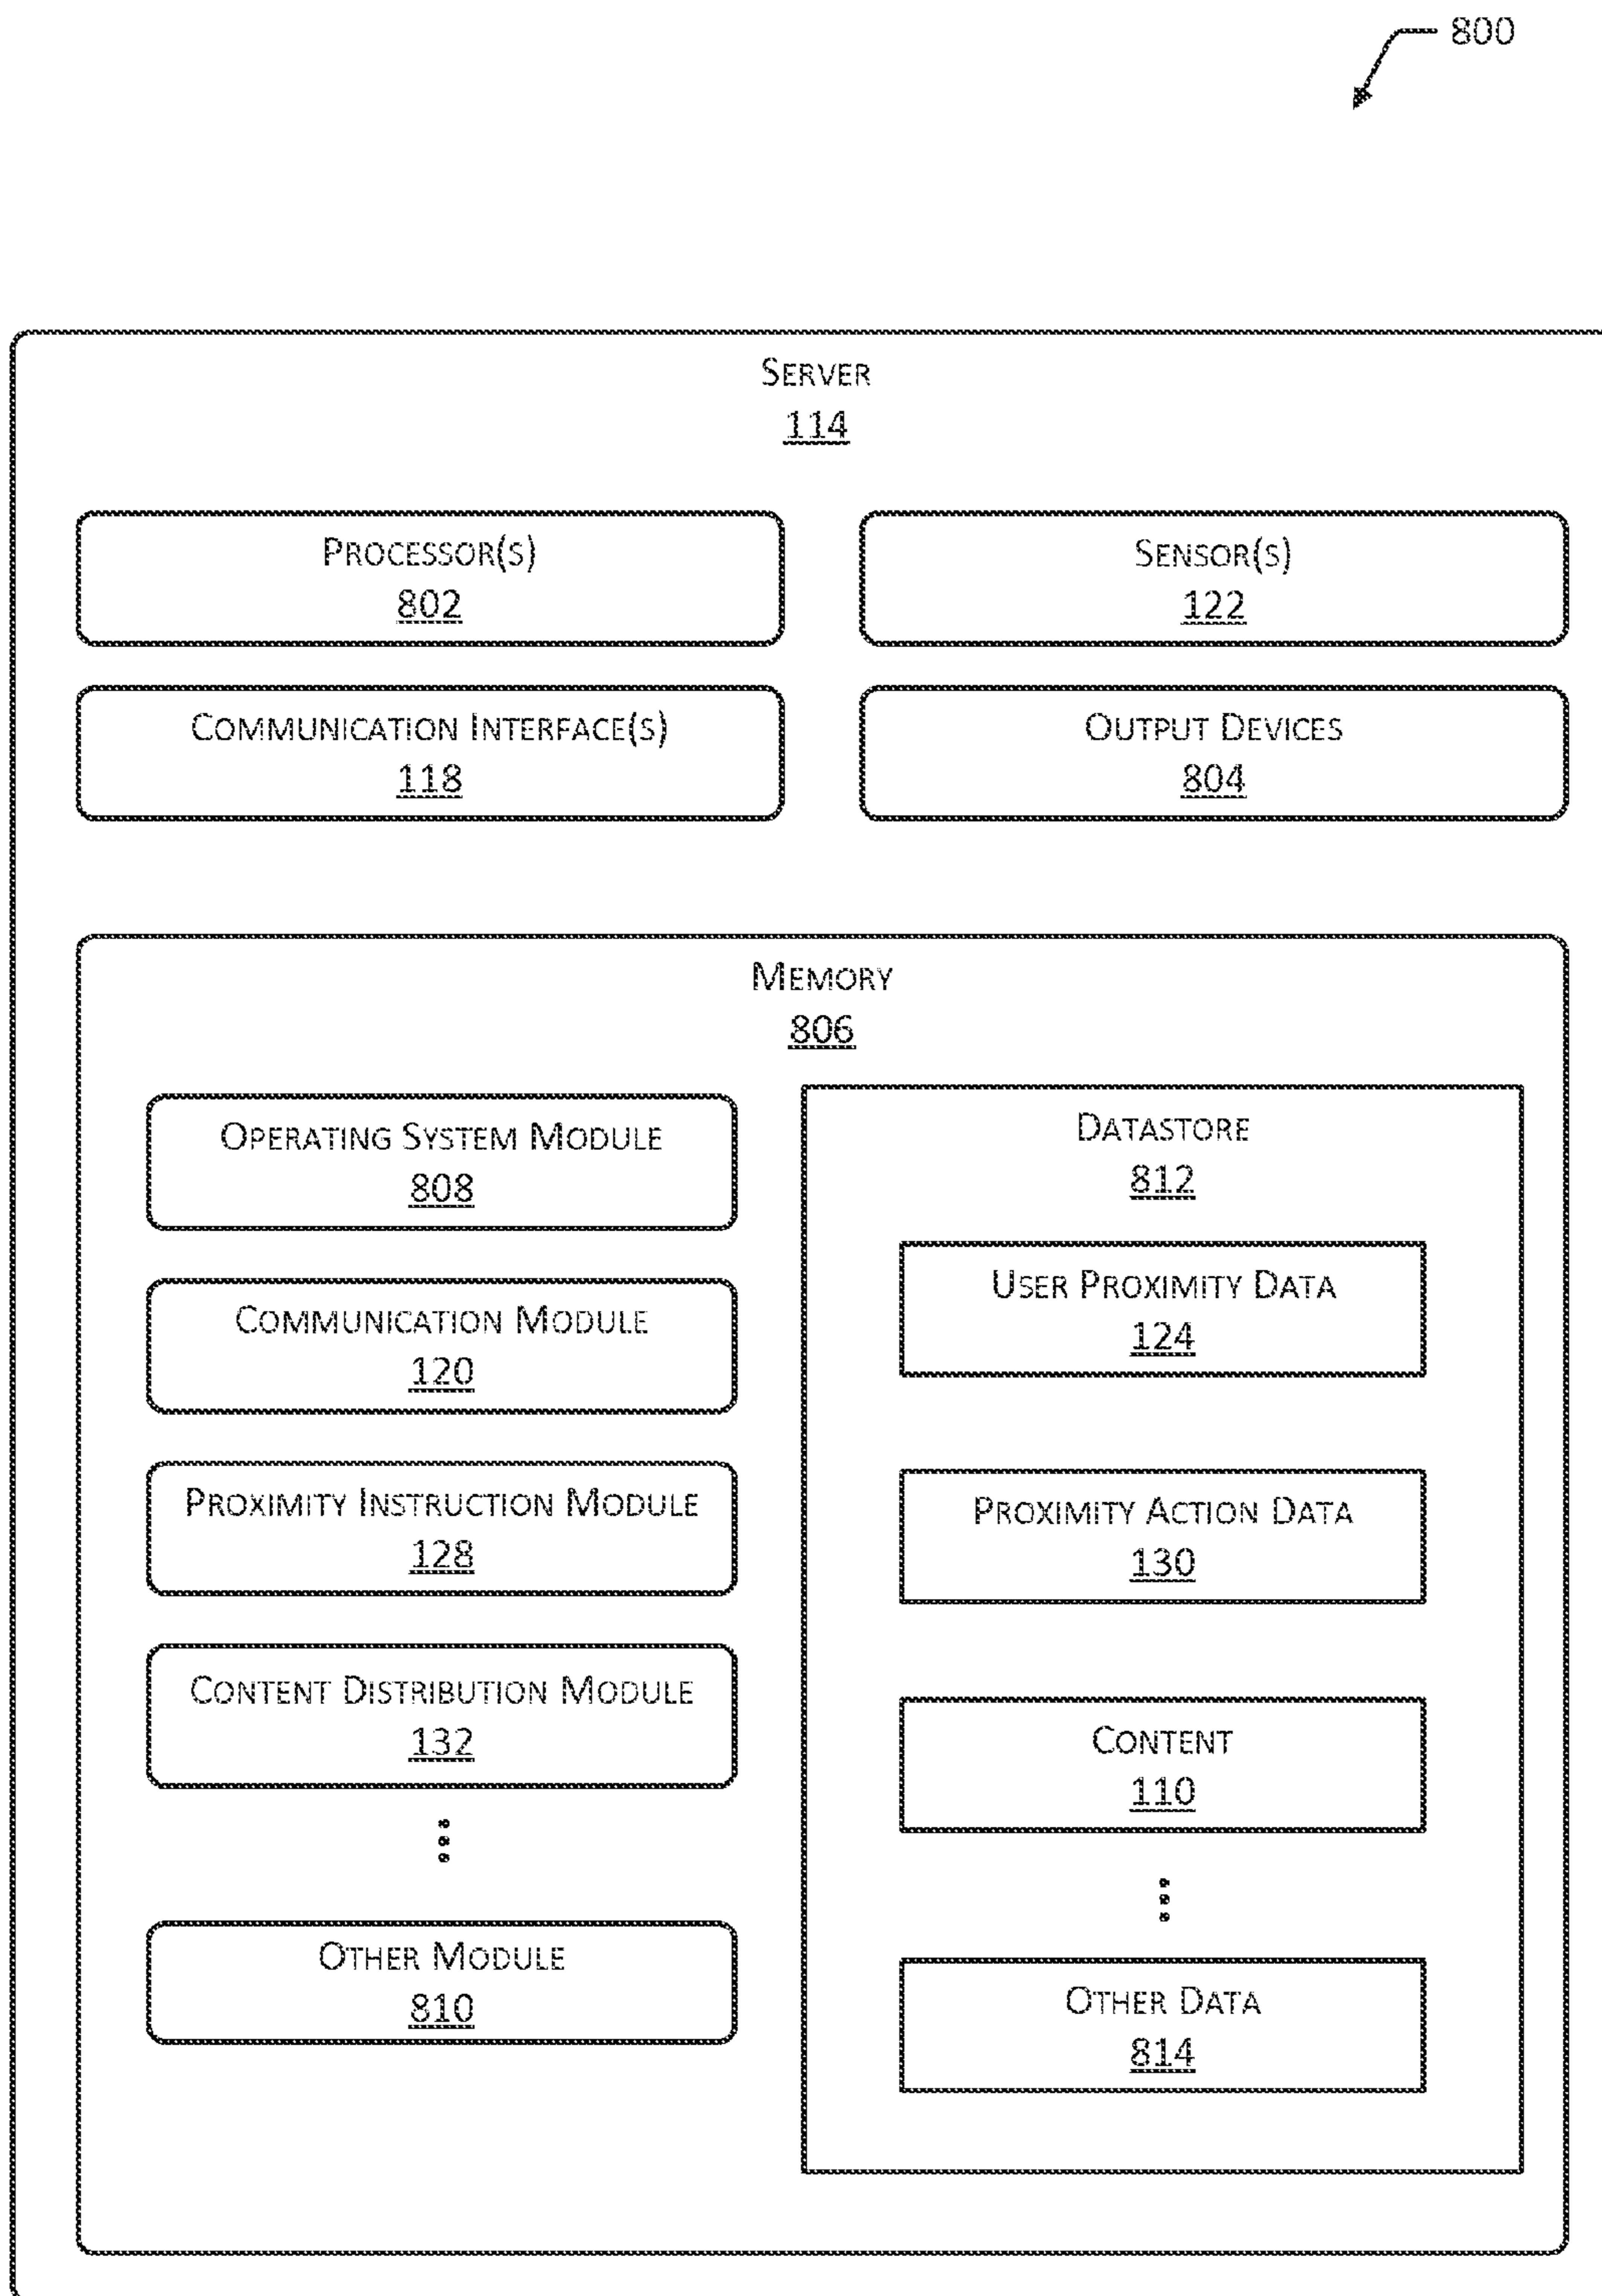 800
SERVER
114
PROCESSOR(S)
802
SENSOR(S)
122
COMMUNICATION INTERFACE(S)
118
OUTPUT DEVICES
804
MEMORY
806
OPERATING SYSTEM MODULE
808
COMMUNICATION MODULE
120
PROXIMITY INSTRUCTION MODULE
128
CONTENT DISTRIBUTION MODULE
132
OTHER MODULE
810
DATASTORE
812
USER PROXIMITY DATA
124
PROXIMITY ACTION DATA
130
CONTENT
110
OTHER DATA
814